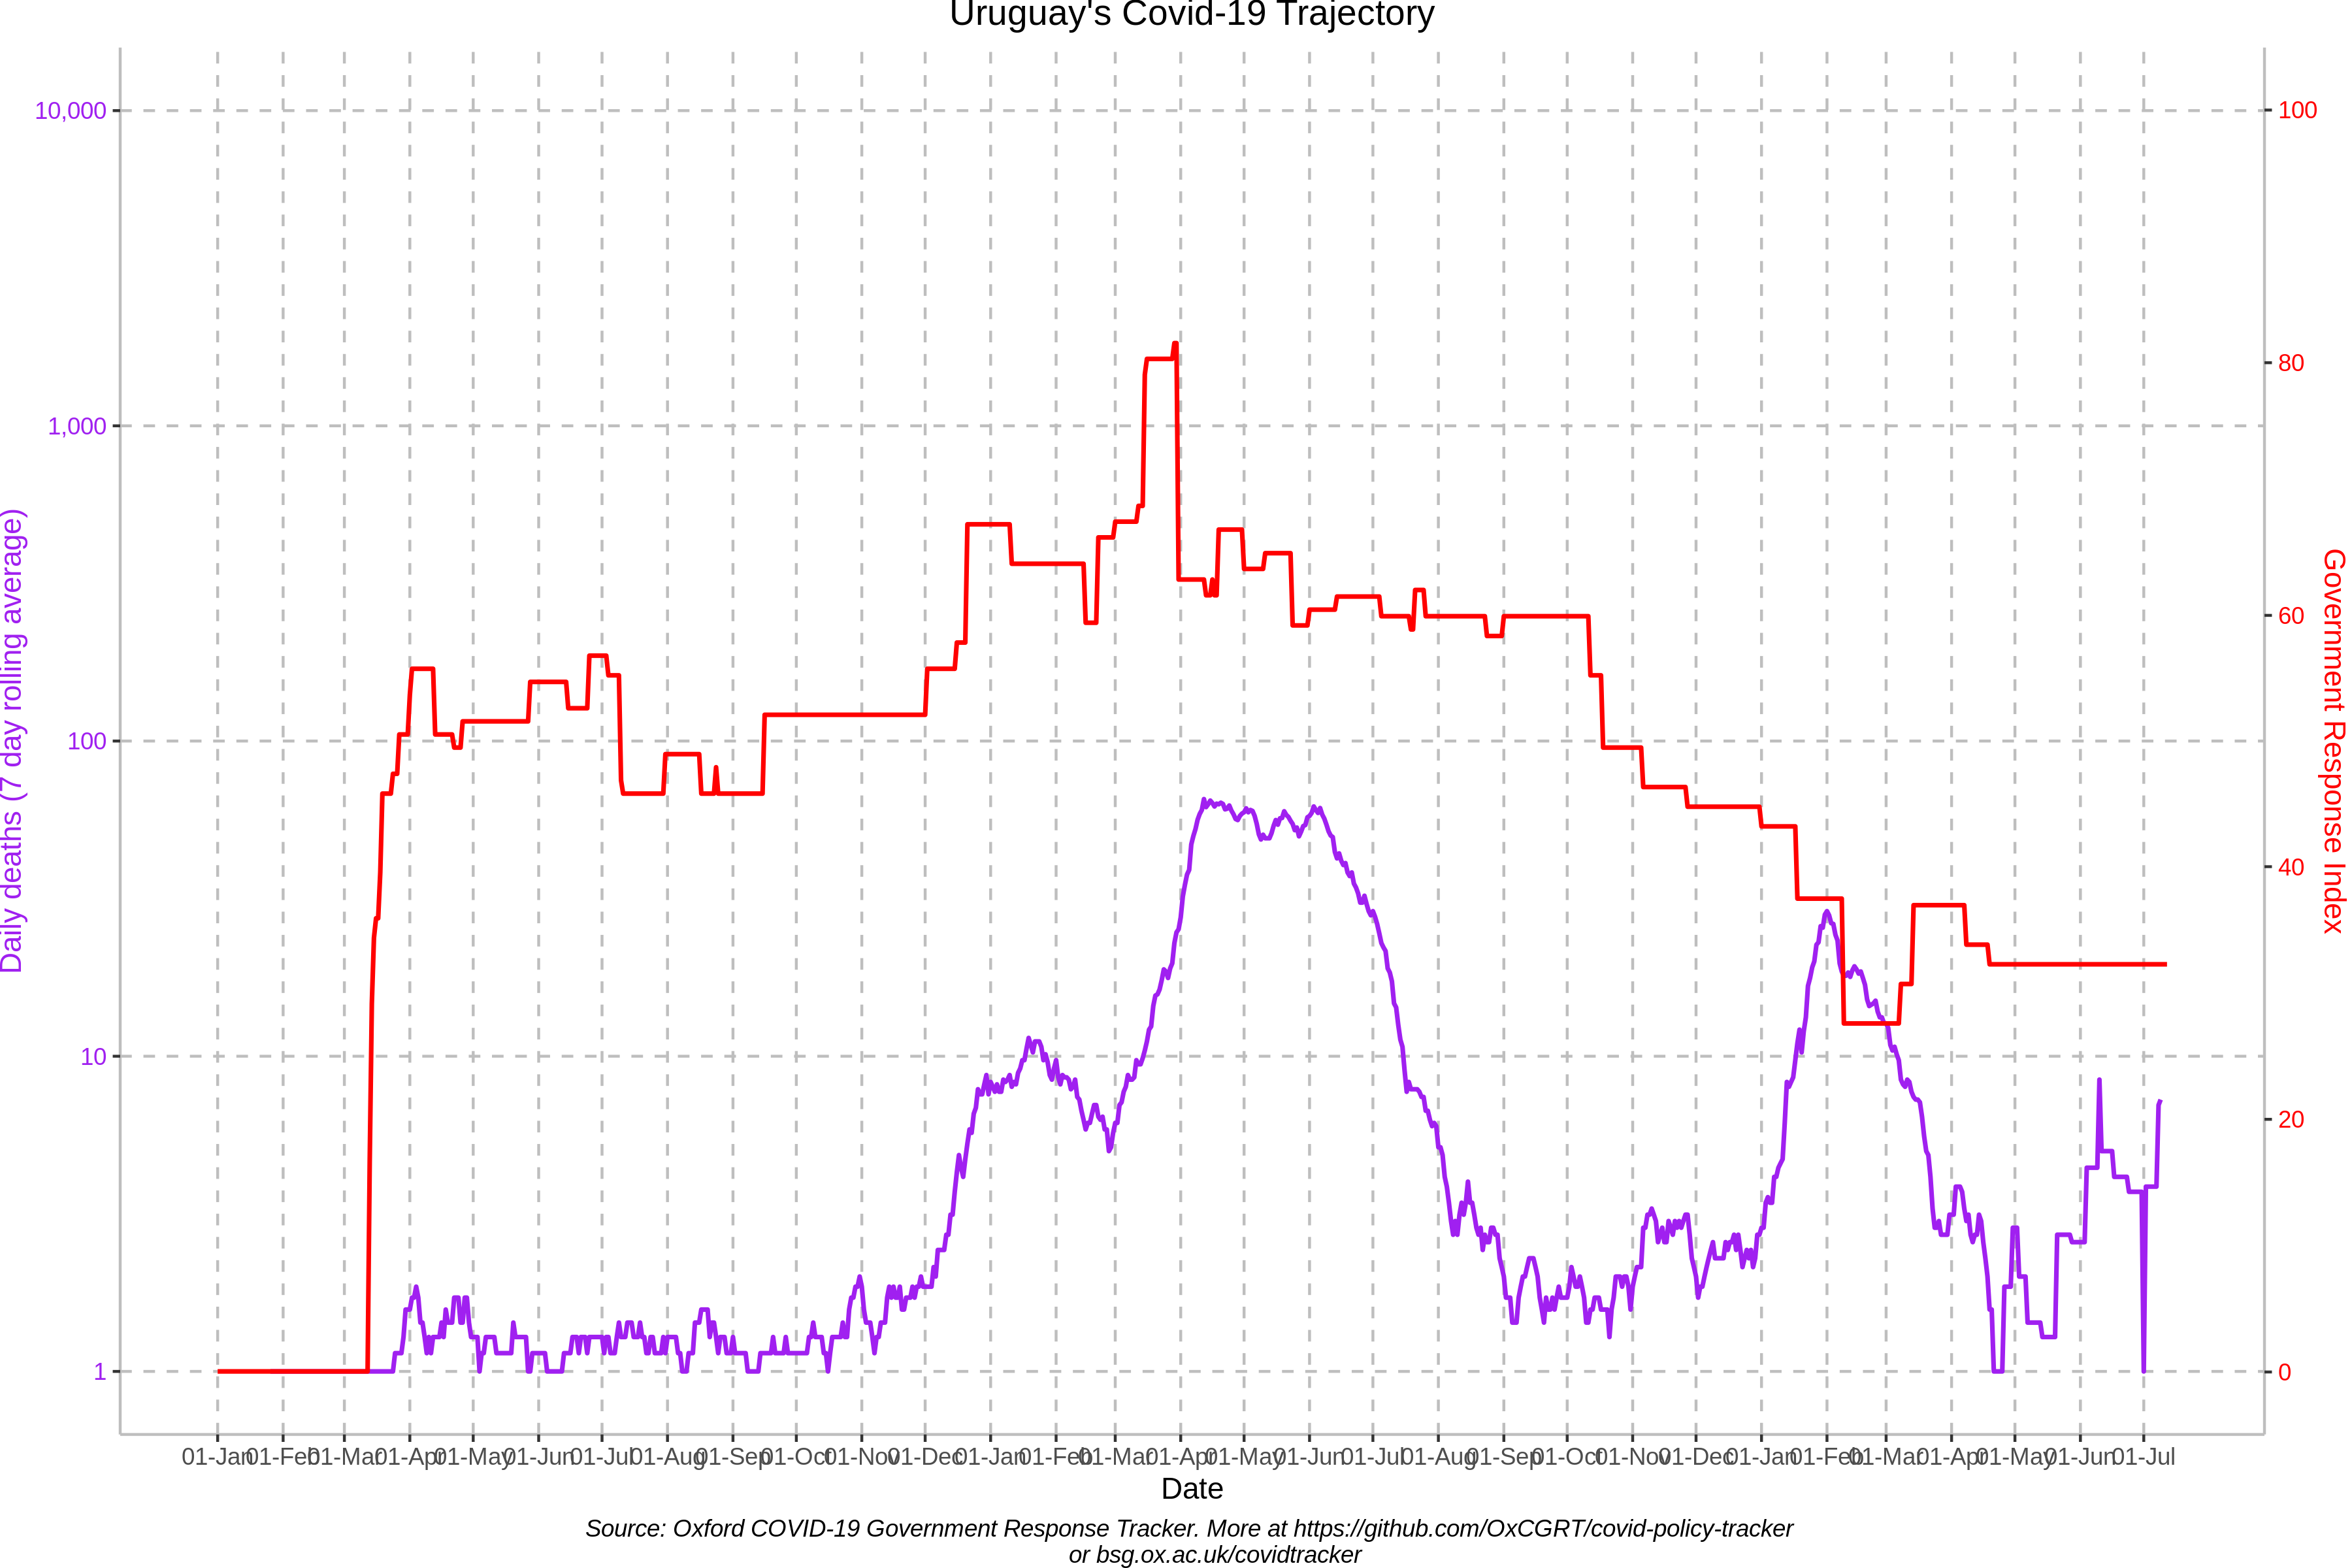 Uruguay's Covid-19 Trajectory
10,000
1,000
100
10
1
Daily deaths (7 day rolling average)
100
80
60
40
20
0
Government Response Index
01-Jan 01-Feb 01-Mar 01-Apr 01-May 01-Jun 01-Jul 01-Aug 01-Sep 01-Oct 01-Nov 01-Dec 01-Jan 01-Feb 01-Mar 01-Apr 01-May 01-Jun 01-Jul 01-Aug 01-Sep 01-Oct 01-Nov 01-Dec 01-Jan 01-Feb 01-Mar 01-Apr 01-May 01-Jun 01-Jul
Date
Source: Oxford COVID-19 Government Response Tracker. More at https://github.com/OxCGRT/covid-policy-tracker
or bsg.ox.ac.uk/covidtracker